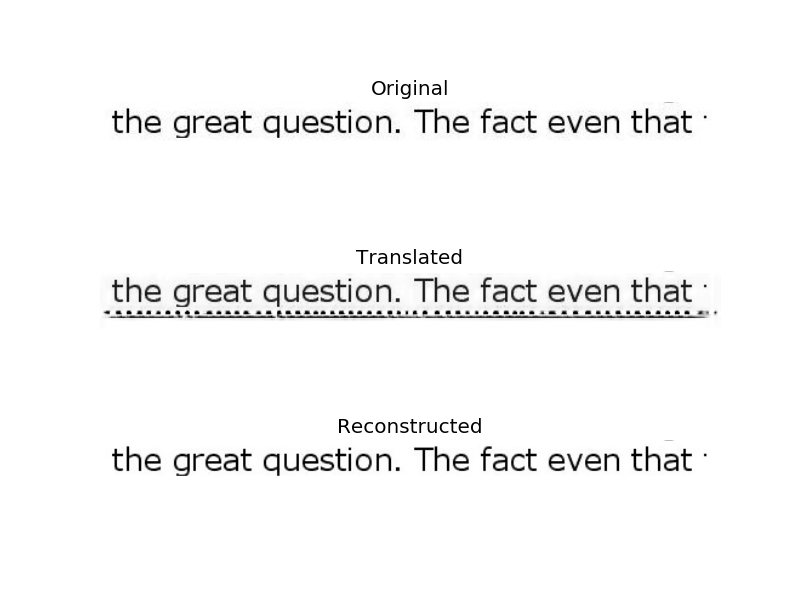 Original
the great question. The fact even that
Translated
the great question. The fact even that
Reconstructed
the great question. The fact even that